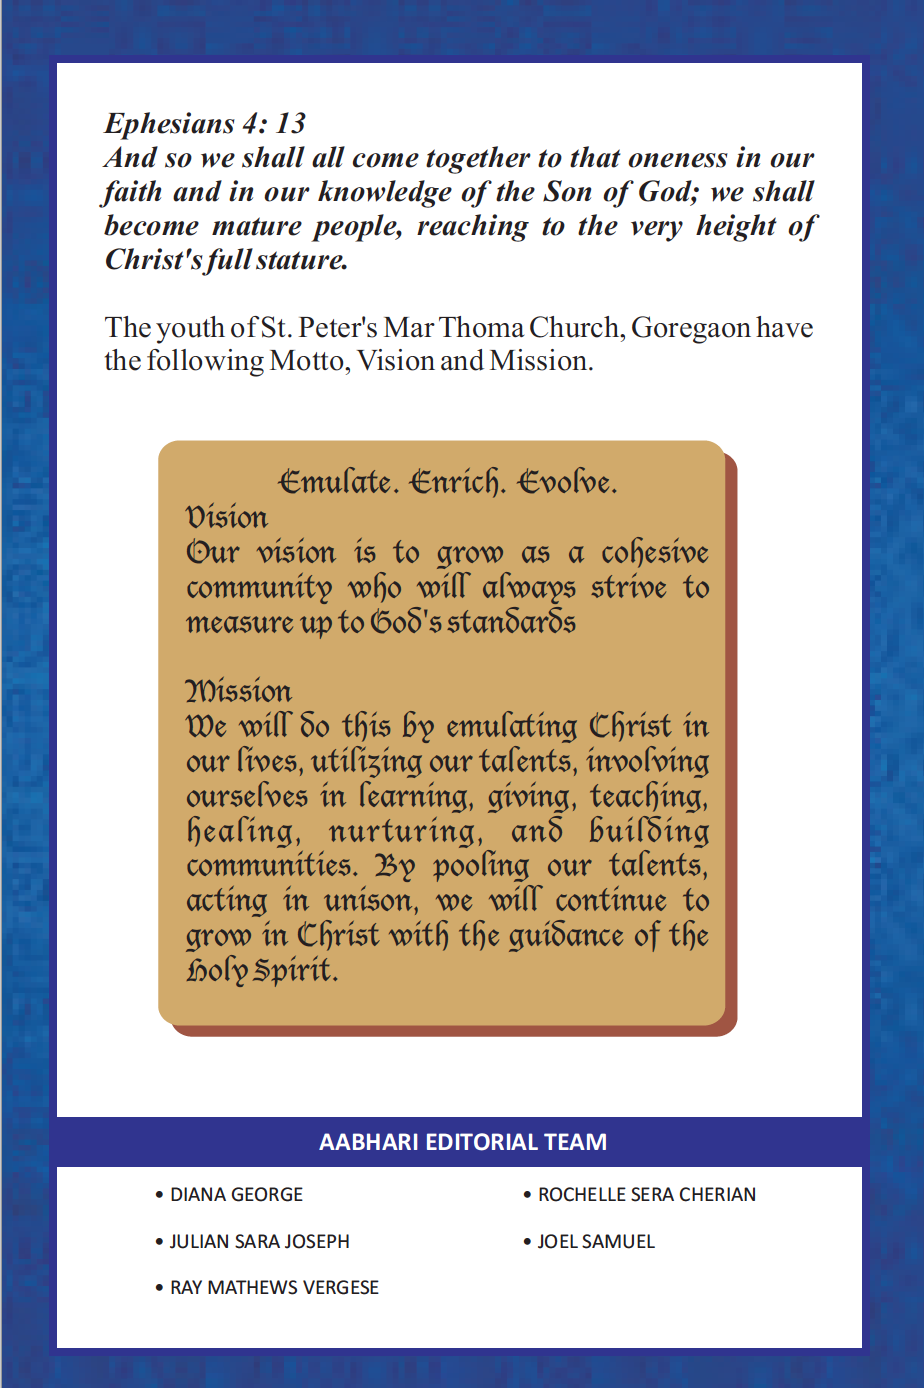 Ephesians 4: 13
And so we shall all come together to that oneness in our
faith and in our knowledge of the Son of God; we shall
become mature people, reaching to the very height of
Christ's full stature.
The youth of St. Peter's Mar Thoma Church, Goregaon have
the following Motto, Vision and Mission.
Emulate. Enrich. Evolve.
Vision
Our vision is to grow as a cohesive
community who will always strive to
measure up to God's standards
Mission
We will do this by emulating Christ in
our lives, utilizing our talents, involving
ourselves in learning, giving, teaching,
healing, nurturing, and building
communities. By pooling our talents,
acting in unison, we will continue to
grow in Christ with the guidance of the
Holy Spirit.
AABHARI EDITORIAL TEAM
• DIANA GEORGE
• JULIAN SARA JOSEPH
• RAY MATHEWS VERGESE
• ROCHELLE SERA CHERIAN
• JOEL SAMUEL